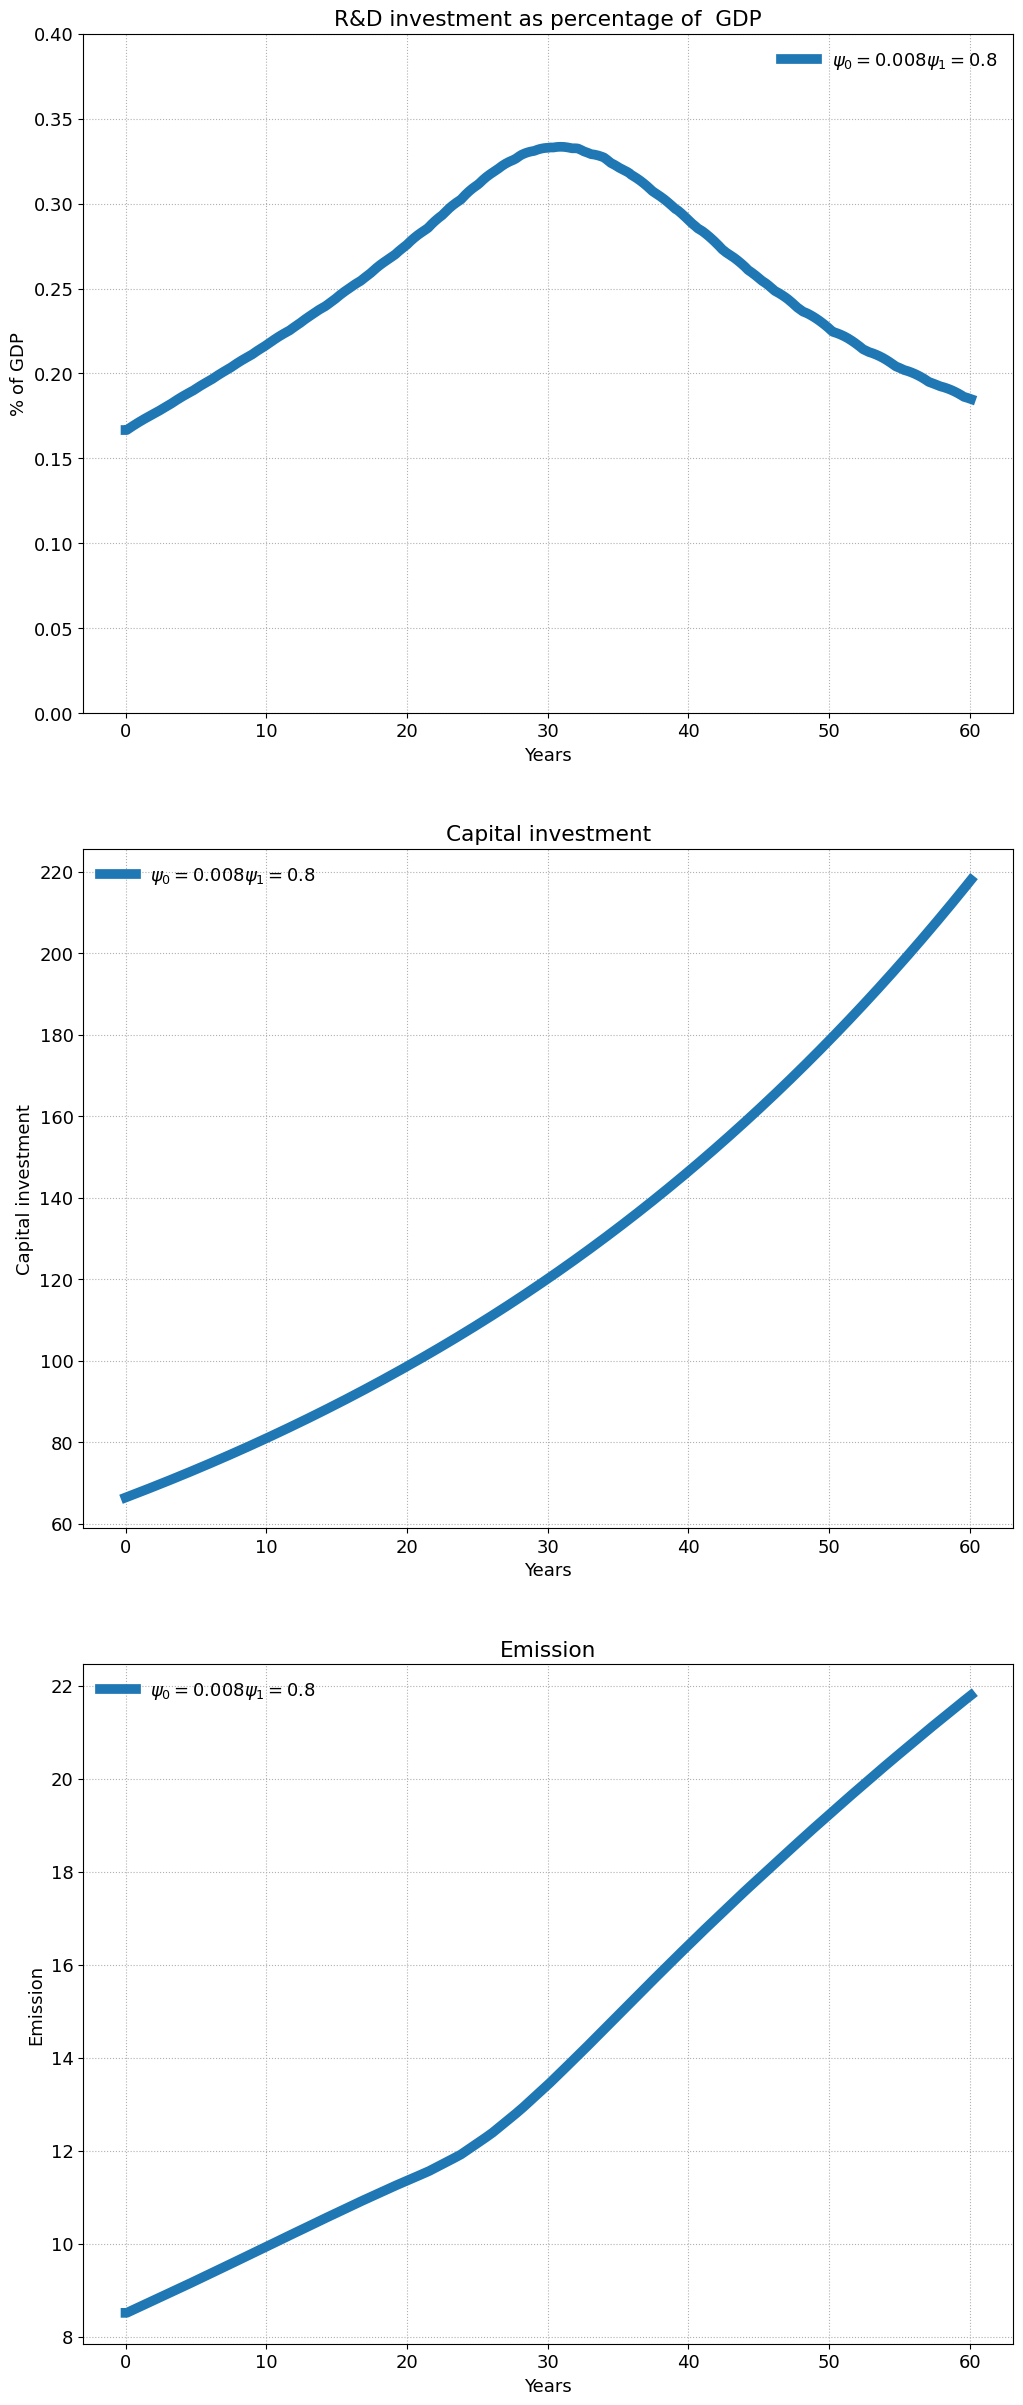 R&D investment as percentage of  GDP
0.40
0.35
0.30
0.25
0.20
0.15
0.10
0.05
0.00
% of GDP
ψ₀ = 0.008ψ₁ = 0.8
0 10 20 30 40 50 60
Years
Capital investment
220
200
180
160
140
120
100
80
60
Capital investment
ψ₀ = 0.008ψ₁ = 0.8
0 10 20 30 40 50 60
Years
Emission
22
20
18
16
14
12
10
8
Emission
ψ₀ = 0.008ψ₁ = 0.8
0 10 20 30 40 50 60
Years